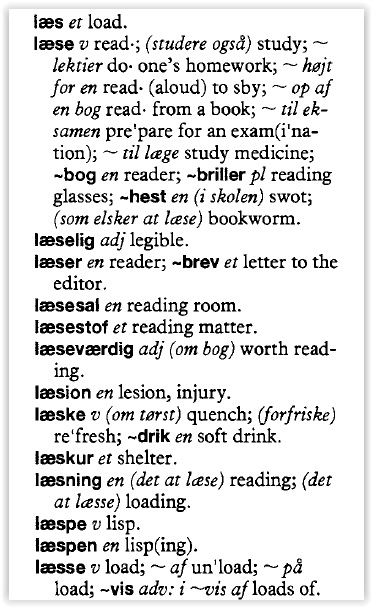 læs et load.
læse v read·; (studere også) study; ~
lektier do· one's homework; ~ højt
for en read· (aloud) to sby; ~ op af
en bog read· from a book; ~ til ek-
samen pre'pare for an exam(i'na-
tion); ~ til læge study medicine;
~bog en reader; ~briller pl reading
glasses; ~hest en (i skolen) swot;
(som elsker at læse) bookworm.
læselig adj legible.
læser en reader; ~brev et letter to the
editor.
læsesal en reading room.
læsestof et reading matter.
læseværdig adj (om bog) worth read-
ing.
læsion en lesion, injury.
læske v (om tørst) quench; (forfriske)
re'fresh; ~drik en soft drink.
læskur et shelter.
læsning en (det at læse) reading; (det
at læsse) loading.
læspe v lisp.
læspen en lisp(ing).
læsse v load; ~ af un'load; ~ på
load; ~vis adv: i ~vis af loads of.